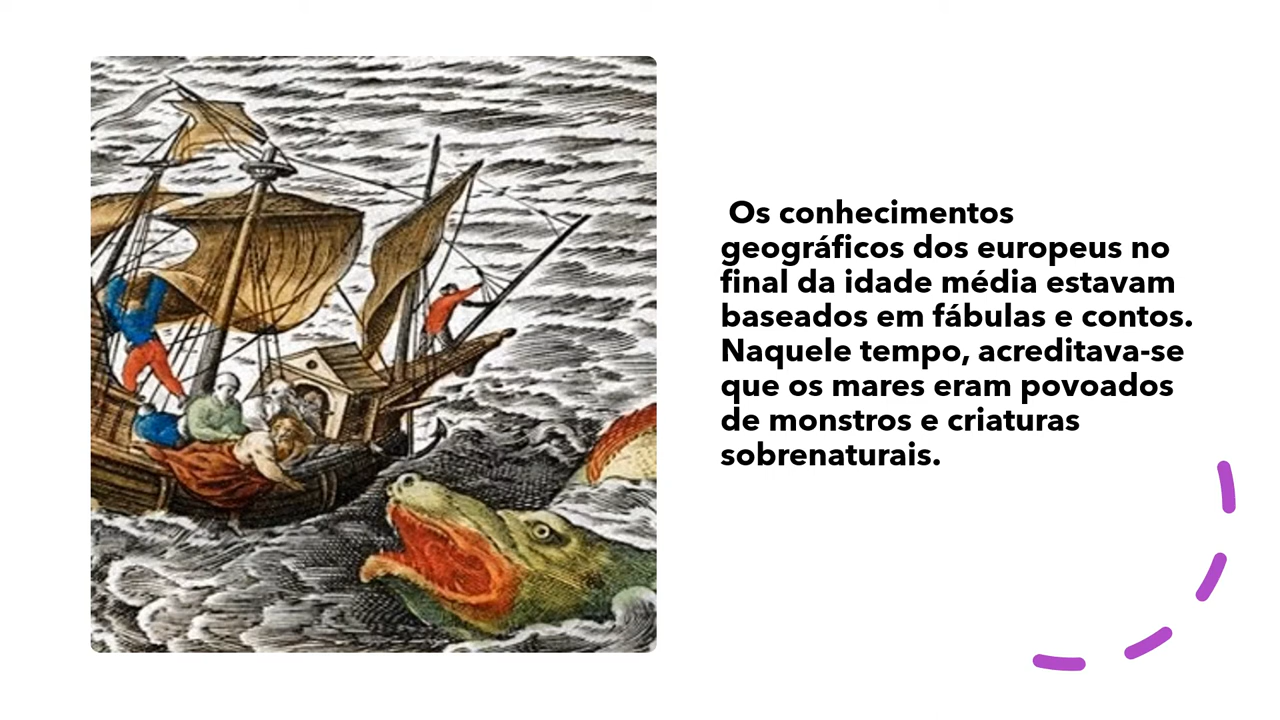 Os conhecimentos
geográficos dos europeus no
final da idade média estavam
baseados em fábulas e contos.
Naquele tempo, acreditava-se
que os mares eram povoados
de monstros e criaturas
sobrenaturais.